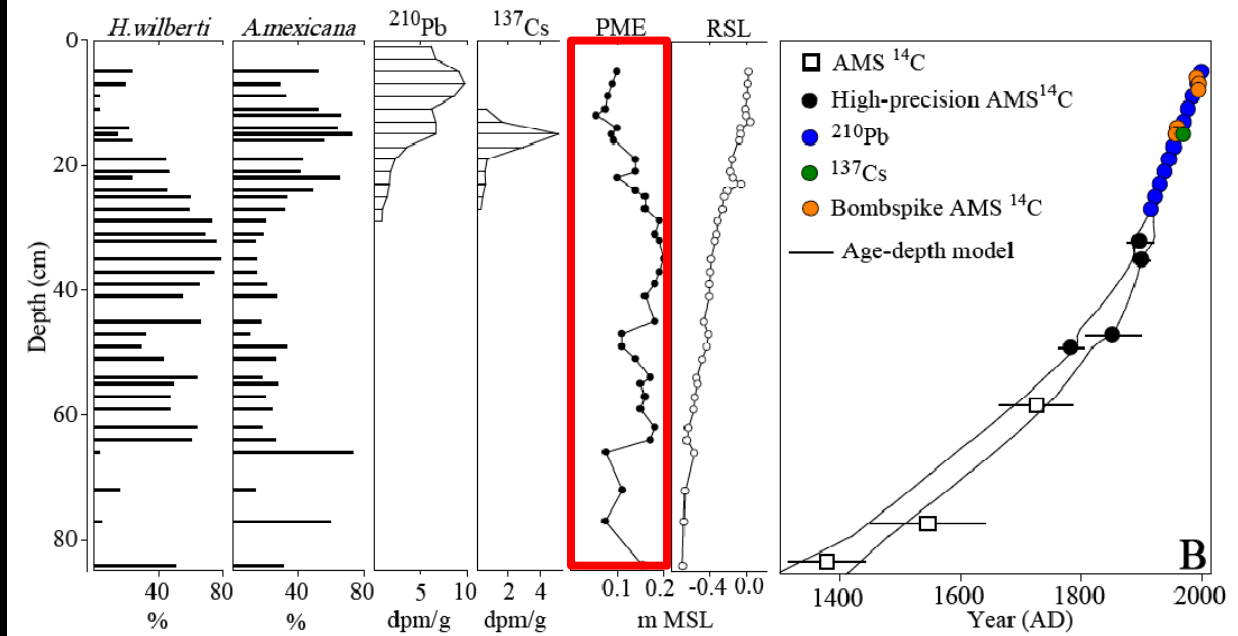 H.wilberti A.mexicana ²¹⁰Pb ¹³⁷Cs PME RSL
0
20
40
60
80
Depth (cm)
40 80
%
40 80
%
5 10
dpm/g
2 4
dpm/g
0.1 0.2
-0.4 0.0
m MSL
AMS ¹⁴C
High-precision AMS¹⁴C
²¹⁰Pb
¹³⁷Cs
Bombspike AMS ¹⁴C
Age-depth model
B
1400 1600 1800 2000
Year (AD)